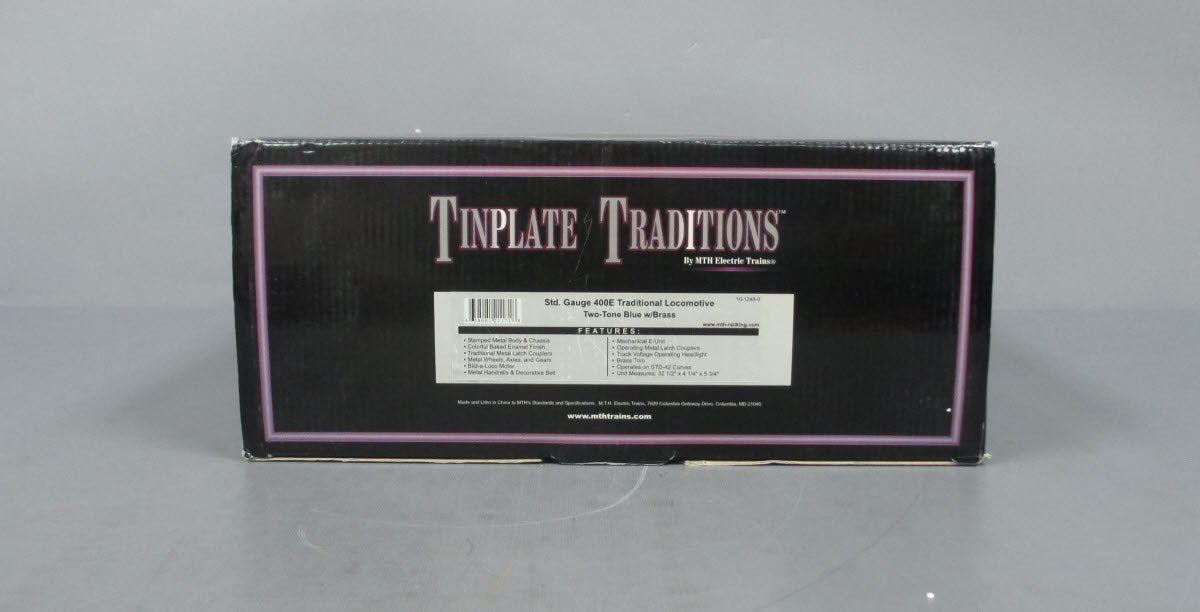 TINPLATE TRADITIONS™
By MTH Electric Trains®
Std. Gauge 400E Traditional Locomotive
10-1248-0
Two-Tone Blue w/Brass
www.mth-railking.com
FEATURES:
• Stamped Metal Body & Chassis
• Colorful Baked Enamel Finish
• Traditional Metal Latch Couplers
• Metal Wheels, Axles, and Gears
• Bild-a-Loco Motor
• Metal Handrails & Decorative Bell
• Mechanical E-Unit
• Operating Metal Latch Couplers
• Track Voltage Operating Headlight
• Brass Trim
• Operates on STD-42 Curves
• Unit Measures: 32 1/2" x 4 1/4" x 5 3/4"
Made and Litho in China to MTH's Standards and Specifications. M.T.H. Electric Trains, 7020 Columbia Gateway Drive, Columbia, MD 21046
www.mthtrains.com